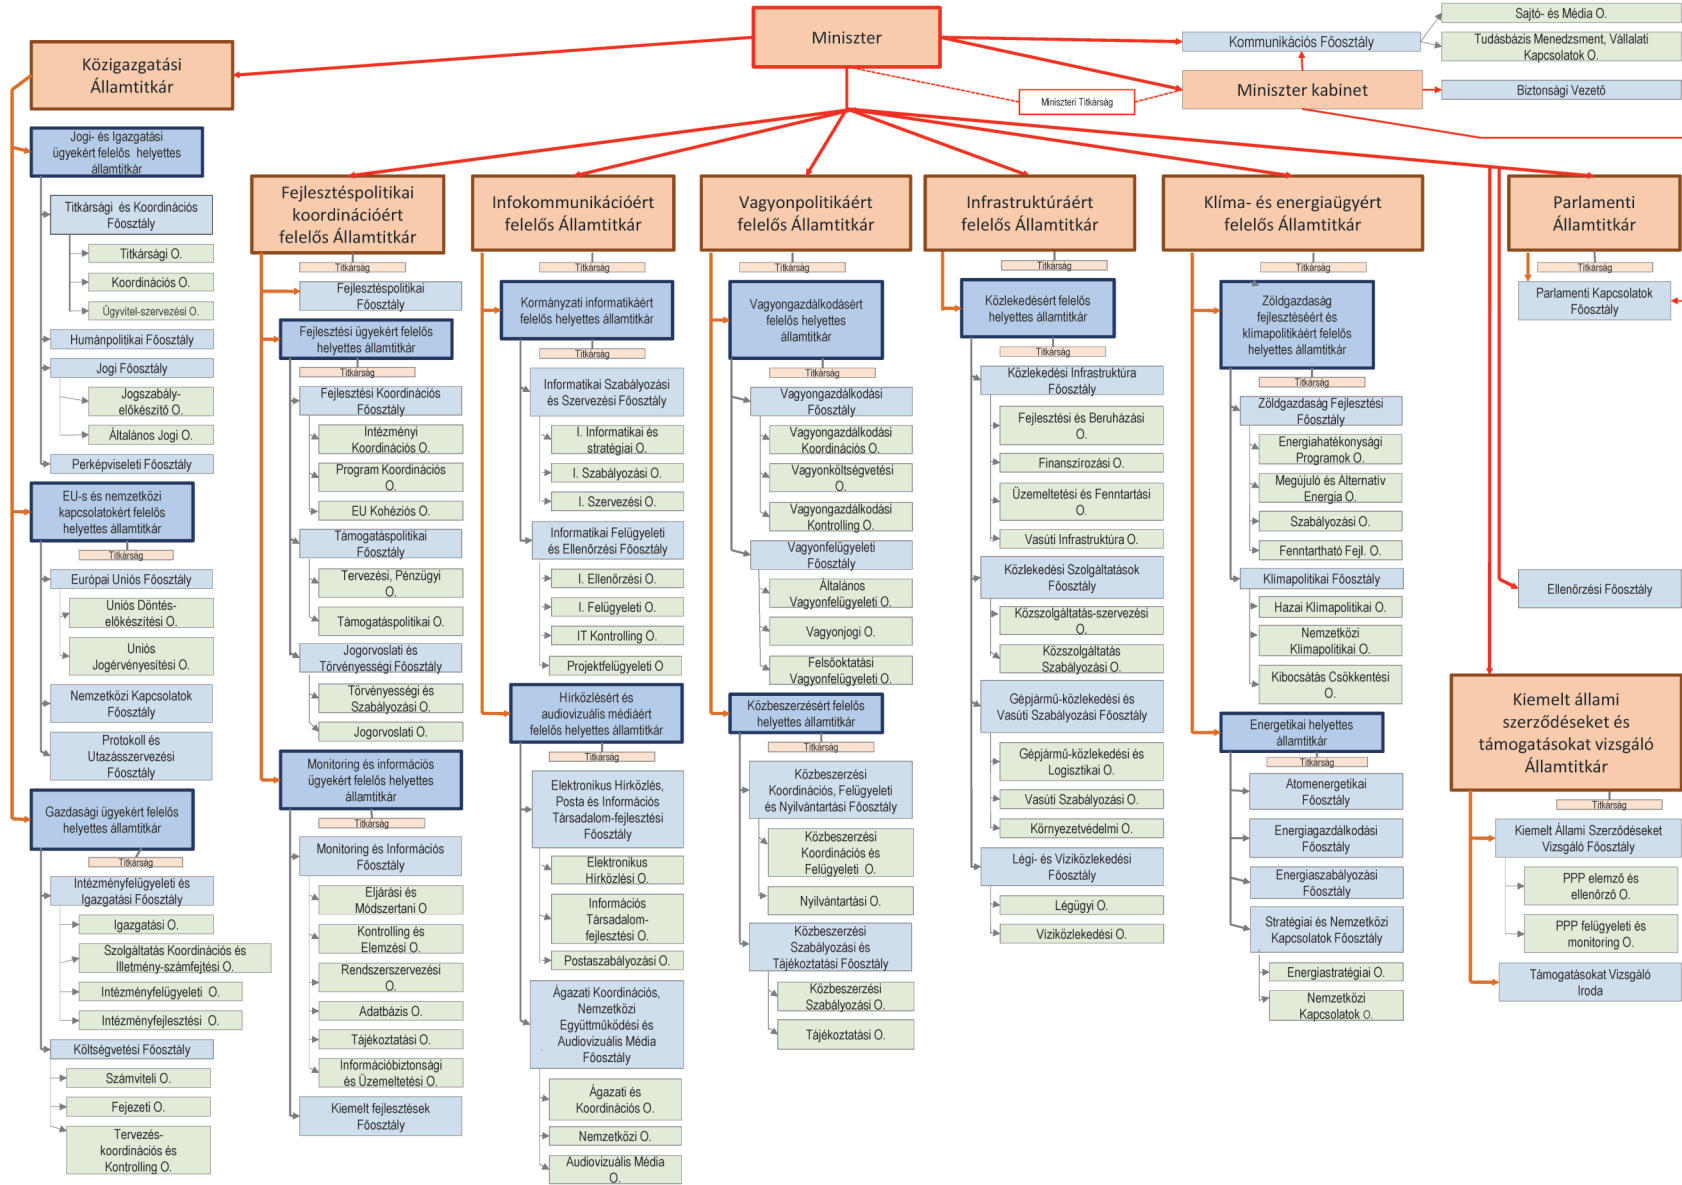 Miniszter
Kommunikációs Főosztály
Sajtó- és Média O.
Tudásbázis Menedzsment, Vállalati
Kapcsolatok O.
Miniszteri Titkárság
Miniszter kabinet
Biztonsági Vezető
Közigazgatási
Államtitkár
Jogi- és Igazgatási
ügyekért felelős helyettes
államtitkár
Titkársági és Koordinációs
Főosztály
Titkársági O.
Koordinációs O.
Ügyvitel-szervezési O.
Humánpolitikai Főosztály
Jogi Főosztály
Jogszabály-
előkészítő O.
Általános Jogi O.
Perképviseleti Főosztály
EU-s és nemzetközi
kapcsolatokért felelős
helyettes államtitkár
Titkárság
Európai Uniós Főosztály
Uniós Döntés-
előkészítési O.
Uniós
Jogérvényesítési O.
Nemzetközi Kapcsolatok
Főosztály
Protokoll és
Utazásszervezési
Főosztály
Gazdasági ügyekért felelős
helyettes államtitkár
Titkárság
Intézményfelügyeleti és
Igazgatási Főosztály
Igazgatási O.
Szolgáltatás Koordinációs és
Illetmény-számfejtési O.
Intézményfelügyeleti O.
Intézményfejlesztési O.
Költségvetési Főosztály
Számviteli O.
Fejezeti O.
Tervezés-
koordinációs és
Kontrolling O.
Fejlesztéspolitikai
koordinációért
felelős Államtitkár
Titkárság
Fejlesztéspolitikai
Főosztály
Fejlesztési ügyekért felelős
helyettes államtitkár
Titkárság
Fejlesztési Koordinációs
Főosztály
Intézményi
Koordinációs O.
Program Koordinációs
O.
EU Kohéziós O.
Támogatáspolitikai
Főosztály
Tervezési, Pénzügyi
O.
Támogatáspolitikai O.
Jogorvoslati és
Törvényességi Főosztály
Törvényességi és
Szabályozási O.
Jogorvoslati O.
Monitoring és információs
ügyekért felelős helyettes
államtitkár
Titkárság
Monitoring és Információs
Főosztály
Eljárási és
Módszertani O
Kontrolling és
Elemzési O.
Rendszerszervezési
O.
Adatbázis O.
Tájékoztatási O.
Információbiztonsági
és Üzemeltetési O.
Kiemelt fejlesztések
Főosztály
Infokommunikációért
felelős Államtitkár
Titkárság
Kormányzati informatikáért
felelős helyettes államtitkár
Titkárság
Informatikai Szabályozási
és Szervezési Főosztály
I. Informatikai és
stratégiai O.
I. Szabályozási O.
I. Szervezési O.
Informatikai Felügyeleti
és Ellenőrzési Főosztály
I. Ellenőrzési O.
I. Felügyeleti O.
IT Kontrolling O.
Projektfelügyeleti O
Hírközlésért és
audiovizuális médiáért
felelős helyettes államtitkár
Titkárság
Elektronikus Hírközlés,
Posta és Információs
Társadalom-fejlesztési
Főosztály
Elektronikus
Hírközlési O.
Információs
Társadalom-
fejlesztési O.
Postaszabályozási O.
Ágazati Koordinációs,
Nemzetközi
Együttműködési és
Audiovizuális Média
Főosztály
Ágazati és
Koordinációs O.
Nemzetközi O.
Audiovizuális Média
O.
Vagyonpolitikáért
felelős Államtitkár
Titkárság
Vagyongazdálkodásért
felelős helyettes
államtitkár
Titkárság
Vagyongazdálkodási
Főosztály
Vagyongazdálkodási
Koordinációs O.
Vagyonköltségvetési
O.
Vagyongazdálkodási
Kontrolling O.
Vagyonfelügyeleti
Főosztály
Általános
Vagyonfelügyeleti O.
Vagyonjogi O.
Felsőoktatási
Vagyonfelügyeleti O.
Közbeszerzésért felelős
helyettes államtitkár
Titkárság
Közbeszerzési
Koordinációs, Felügyeleti
és Nyilvántartási Főosztály
Közbeszerzési
Koordinációs és
Felügyeleti O.
Nyilvántartási O.
Közbeszerzési
Szabályozási és
Tájékoztatási Főosztály
Közbeszerzési
Szabályozási O.
Tájékoztatási O.
Infrastruktúráért
felelős Államtitkár
Titkárság
Közlekedésért felelős
helyettes államtitkár
Titkárság
Közlekedési Infrastruktúra
Főosztály
Fejlesztési és Beruházási
O.
Finanszírozási O.
Üzemeltetési és Fenntartási
O.
Vasúti Infrastruktúra O.
Közlekedési Szolgáltatások
Főosztály
Közszolgáltatás-szervezési
O.
Közszolgáltatás
Szabályozási O.
Gépjármű-közlekedési és
Vasúti Szabályozási Főosztály
Gépjármű-közlekedési és
Logisztikai O.
Vasúti Szabályozási O.
Környezetvédelmi O.
Légi- és Víziközlekedési
Főosztály
Légügyi O.
Víziközlekedési O.
Klíma- és energiaügyért
felelős Államtitkár
Titkárság
Zöldgazdaság
fejlesztéséért és
klímapolitikáért felelős
helyettes államtitkár
Titkárság
Zöldgazdaság Fejlesztési
Főosztály
Energiahatékonysági
Programok O.
Megújuló és Alternatív
Energia O.
Szabályozási O.
Fenntartható Fejl. O.
Klímapolitikai Főosztály
Hazai Klímapolitikai O.
Nemzetközi
Klímapolitikai O.
Kibocsátás Csökkentési
O.
Energetikai helyettes
államtitkár
Titkárság
Atomenergetikai
Főosztály
Energiagazdálkodási
Főosztály
Energiaszabályozási
Főosztály
Stratégiai és Nemzetközi
Kapcsolatok Főosztály
Energiastratégiai O.
Nemzetközi
Kapcsolatok O.
Parlamenti
Államtitkár
Titkárság
Parlamenti Kapcsolatok
Főosztály
Ellenőrzési Főosztály
Kiemelt állami
szerződéseket és
támogatásokat vizsgáló
Államtitkár
Titkárság
Kiemelt Állami Szerződéseket
Vizsgáló Főosztály
PPP elemző és
ellenőrző O.
PPP felügyeleti és
monitoring O.
Támogatásokat Vizsgáló
Iroda